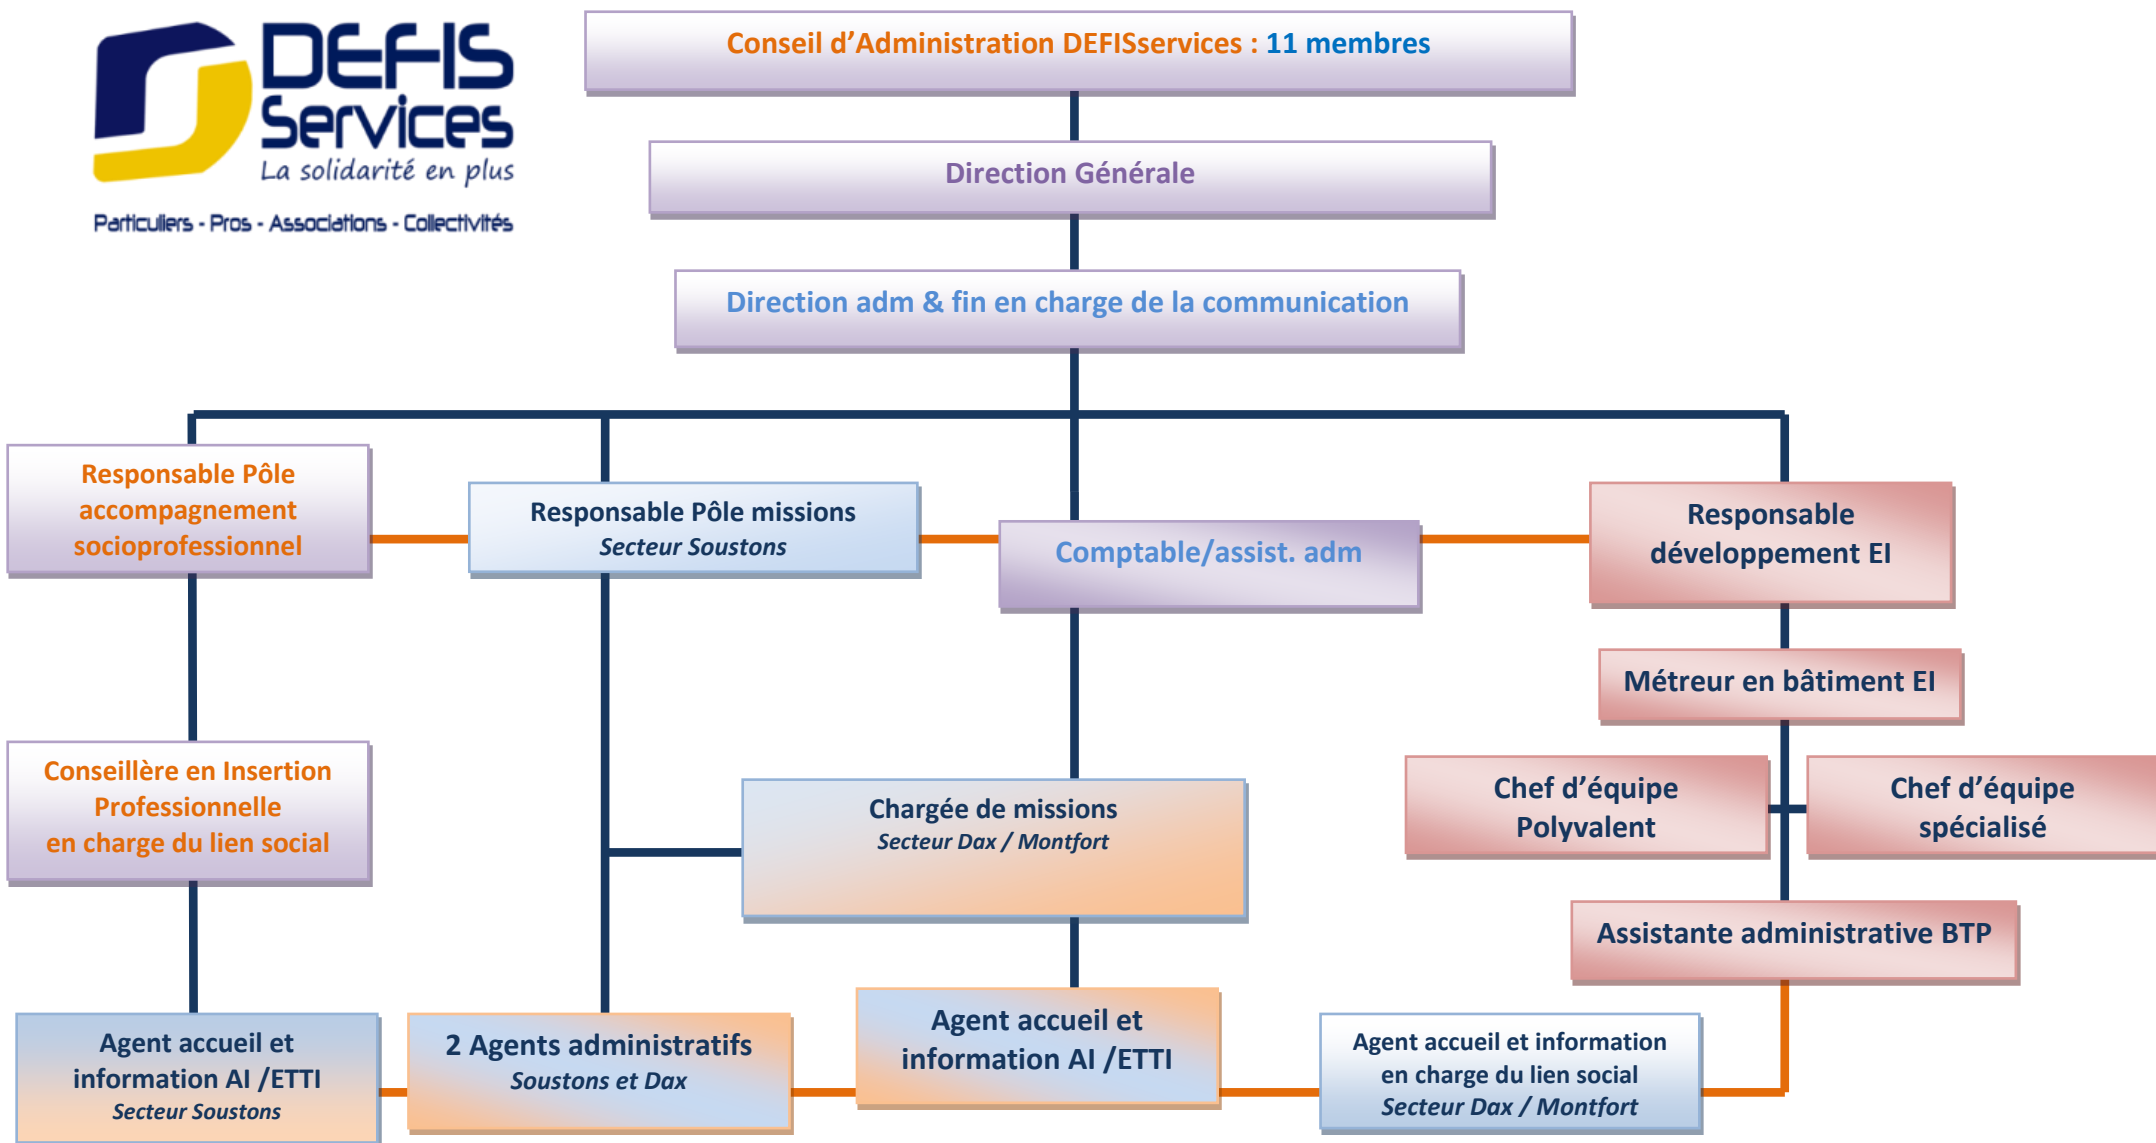 DEFIS
Services
La solidarité en plus
Particuliers - Pros - Associations - Collectivités
Conseil d’Administration DEFISservices : 11 membres
Direction Générale
Direction adm & fin en charge de la communication
Responsable Pôle
accompagnement
socioprofessionnel
Responsable Pôle missions
Secteur Soustons
Comptable/assist. adm
Responsable
développement EI
Métreur en bâtiment EI
Conseillère en Insertion
Professionnelle
en charge du lien social
Chargée de missions
Secteur Dax / Montfort
Chef d’équipe
Polyvalent
Chef d’équipe
spécialisé
Assistante administrative BTP
Agent accueil et
information AI /ETTI
Secteur Soustons
2 Agents administratifs
Soustons et Dax
Agent accueil et
information AI /ETTI
Agent accueil et information
en charge du lien social
Secteur Dax / Montfort